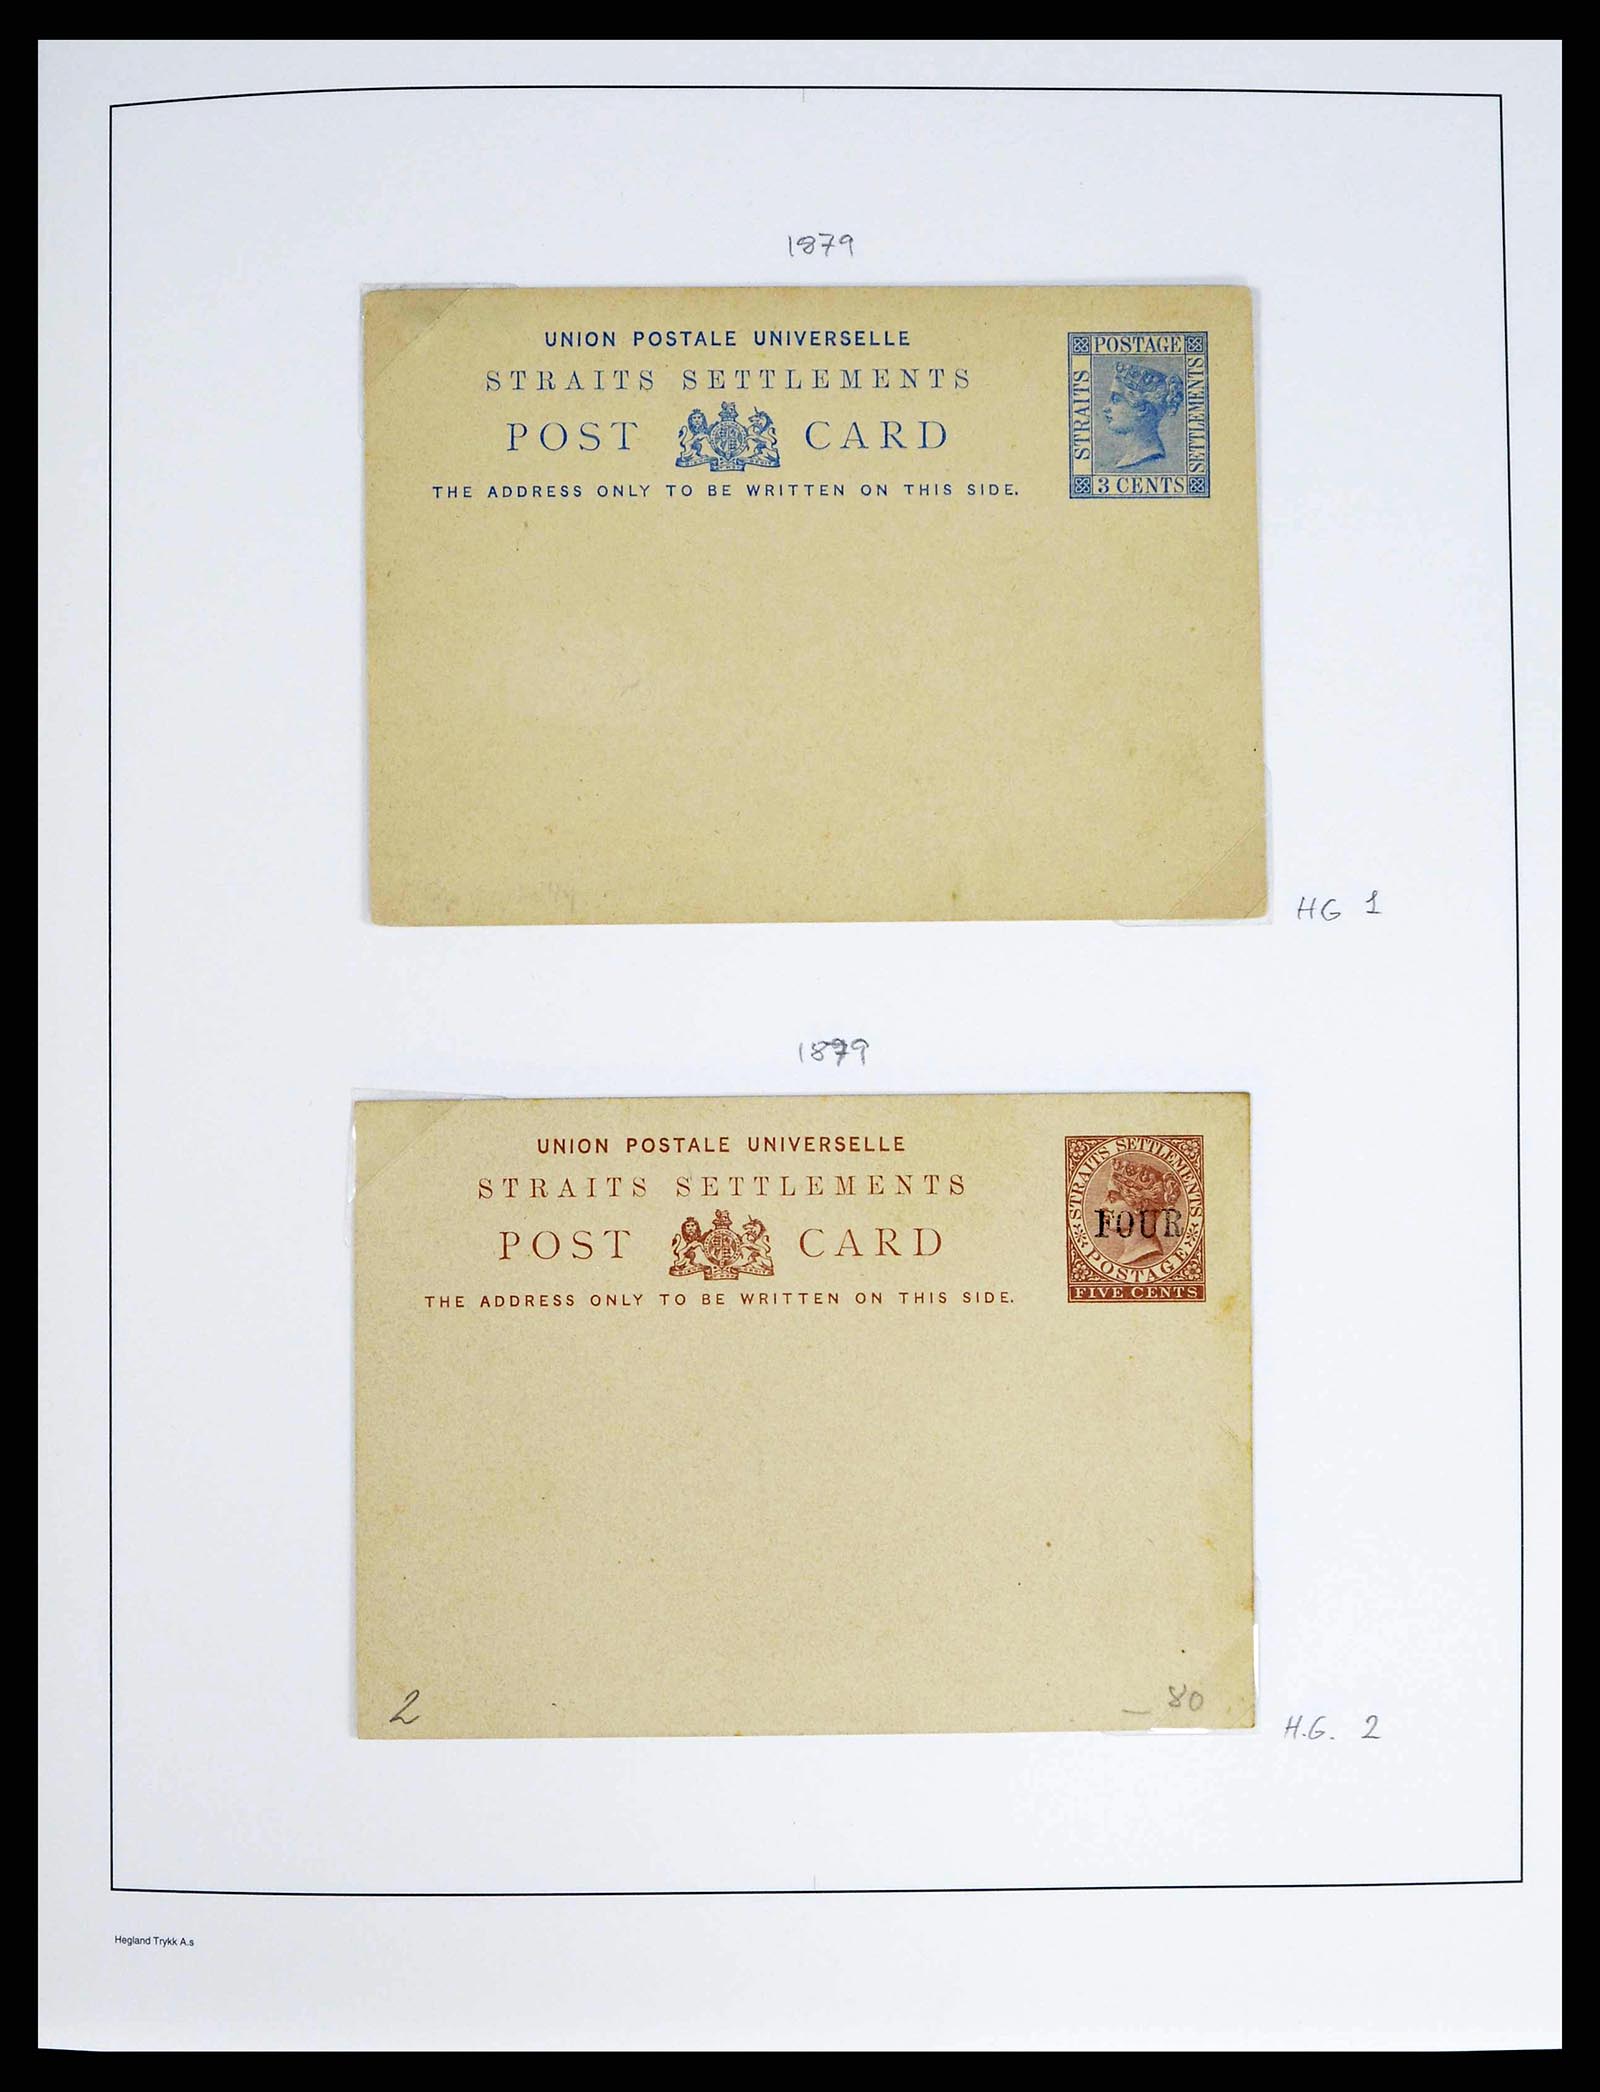 1879
UNION POSTALE UNIVERSELLE
STRAITS SETTLEMENTS
POST CARD
THE ADDRESS ONLY TO BE WRITTEN ON THIS SIDE.
POSTAGE
STRAITS
SETTLEMENTS
3 CENTS
HG 1
1879
UNION POSTALE UNIVERSELLE
STRAITS SETTLEMENTS
POST CARD
THE ADDRESS ONLY TO BE WRITTEN ON THIS SIDE.
STRAITS SETTLEMENTS
FOUR
POSTAGE
FIVE CENTS
2
_ 80
H.G. 2
Hegland Trykk A.s